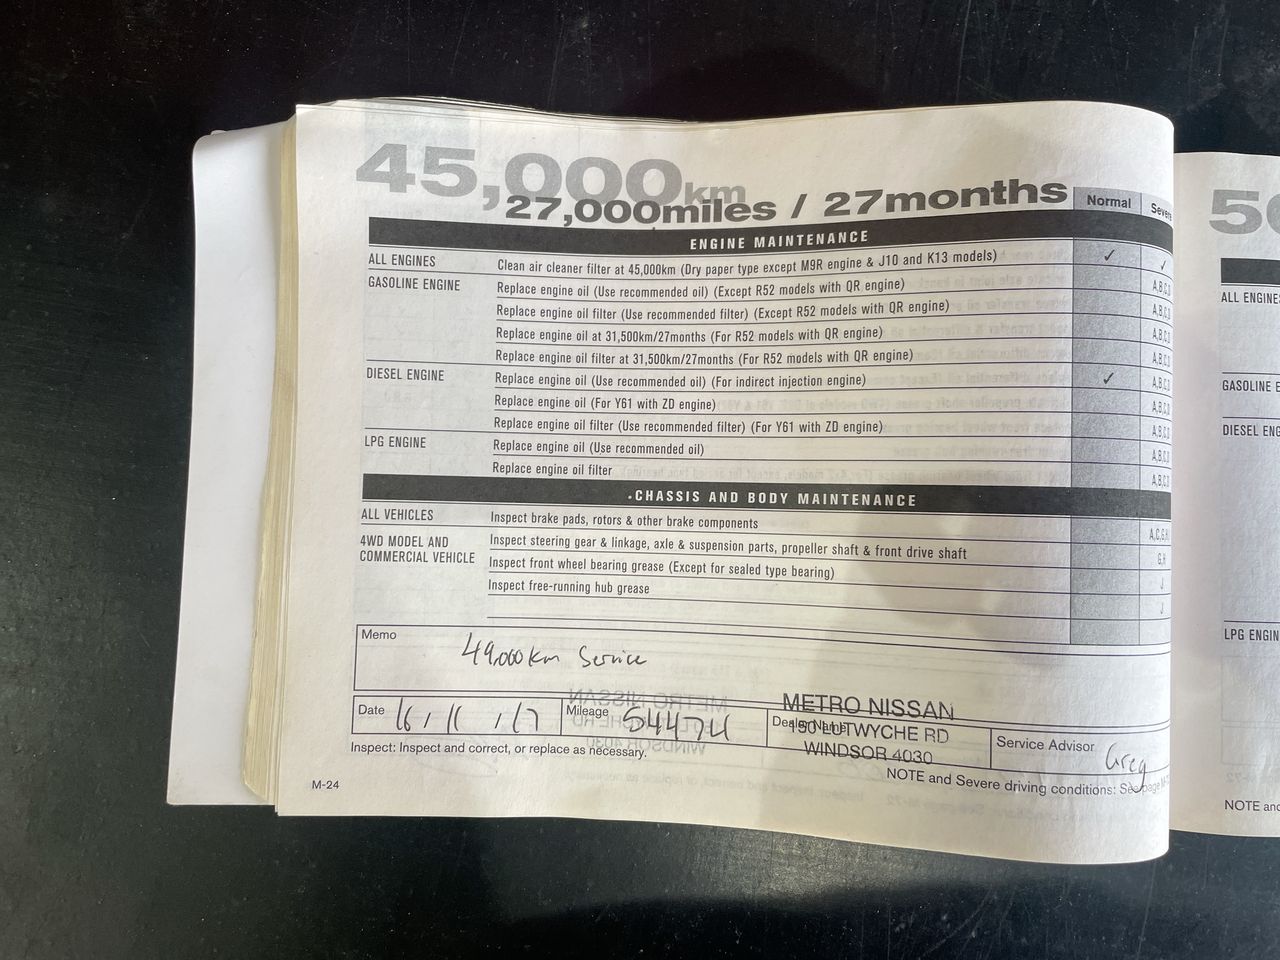 45,000km
27,000miles / 27months
Normal
Severe
ENGINE MAINTENANCE
ALL ENGINES Clean air cleaner filter at 45,000km (Dry paper type except M9R engine & J10 and K13 models) ✓ ✓
GASOLINE ENGINE Replace engine oil (Use recommended oil) (Except R52 models with QR engine) A,B,C,D
Replace engine oil filter (Use recommended filter) (Except R52 models with QR engine) A,B,C,D
Replace engine oil at 31,500km/27months (For R52 models with QR engine) A,B,C,D
Replace engine oil filter at 31,500km/27months (For R52 models with QR engine) A,B,C,D
DIESEL ENGINE Replace engine oil (Use recommended oil) (For indirect injection engine) ✓ A,B,C,D
Replace engine oil (For Y61 with ZD engine) A,B,C,D
Replace engine oil filter (Use recommended filter) (For Y61 with ZD engine) A,B,C,D
LPG ENGINE Replace engine oil (Use recommended oil) A,B,C,D
Replace engine oil filter A,B,C,D
CHASSIS AND BODY MAINTENANCE
ALL VEHICLES Inspect brake pads, rotors & other brake components A,C,G,H
4WD MODEL AND COMMERCIAL VEHICLE Inspect steering gear & linkage, axle & suspension parts, propeller shaft & front drive shaft G,H
Inspect front wheel bearing grease (Except for sealed type bearing) J
Inspect free-running hub grease J
Memo
49,000km Service
Date 16/11/17 Mileage Dealer Name
METRO NISSAN
150 LUTWYCHE RD
WINDSOR 4030
Service Advisor Greg
Inspect: Inspect and correct, or replace as necessary.
NOTE and Severe driving conditions: See page
M-24
50
ALL ENGINES
GASOLINE E
DIESEL ENG
LPG ENGIN
NOTE and